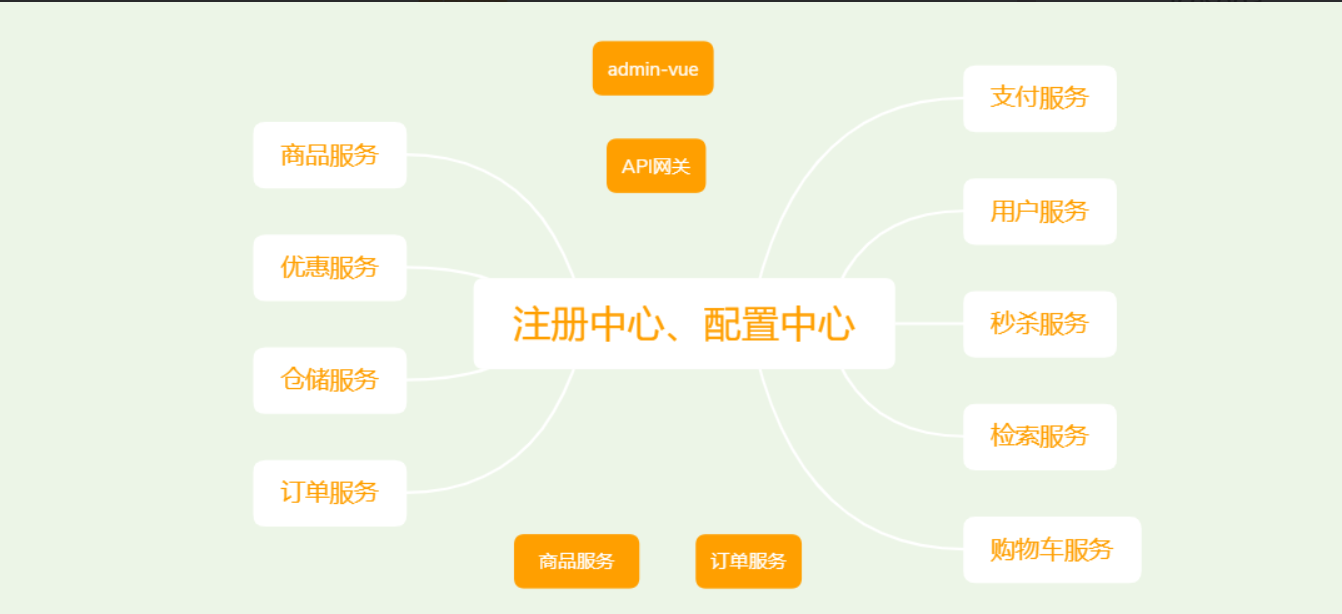 admin-vue
API网关
商品服务
优惠服务
仓储服务
订单服务
注册中心、配置中心
支付服务
用户服务
秒杀服务
检索服务
购物车服务
商品服务
订单服务